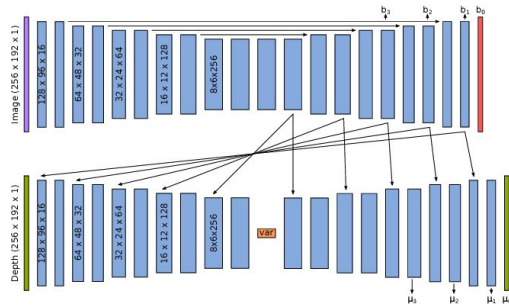 b₃ b₂ b₁ b₀
Image (256 x 192 x 1)
128 x 96 x 16
64 x 48 x 32
32 x 24 x 64
16 x 12 x 128
8x6x256
Depth (256 x 192 x 1)
128 x 96 x 16
64 x 48 x 32
32 x 24 x 64
16 x 12 x 128
8x6x256
var
μ₃ μ₂ μ₁